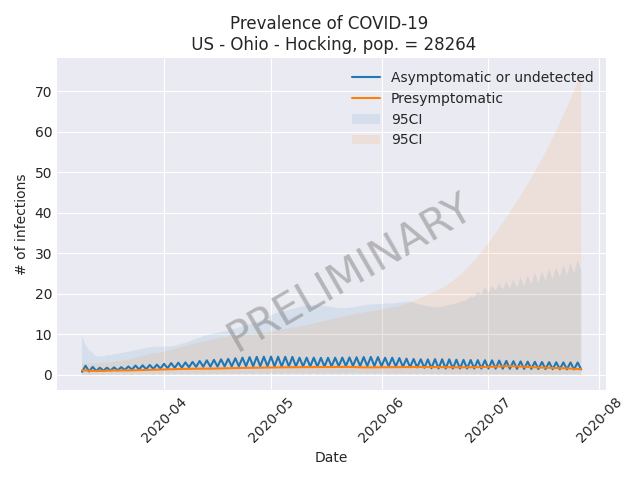 Prevalence of COVID-19
US - Ohio - Hocking, pop. = 28264
Asymptomatic or undetected
Presymptomatic
95CI
95CI
# of infections
70
60
50
40
30
20
10
0
PRELIMINARY
2020-04
2020-05
2020-06
2020-07
2020-08
Date